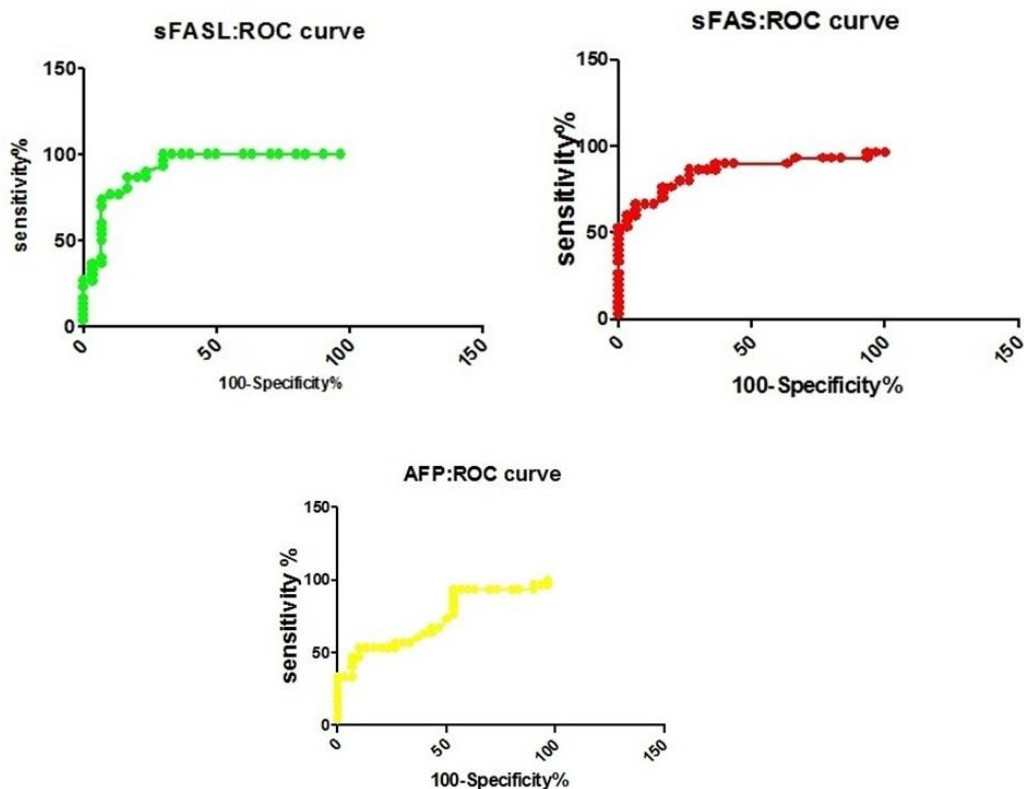 sFASL:ROC curve
150
100
50
0
sensitivity%
0
50
100
150
100-Specificity%
sFAS:ROC curve
150
100
50
0
sensitivity%
0
50
100
150
100-Specificity%
AFP:ROC curve
150
100
50
0
sensitivity %
0
50
100
150
100-Specificity%